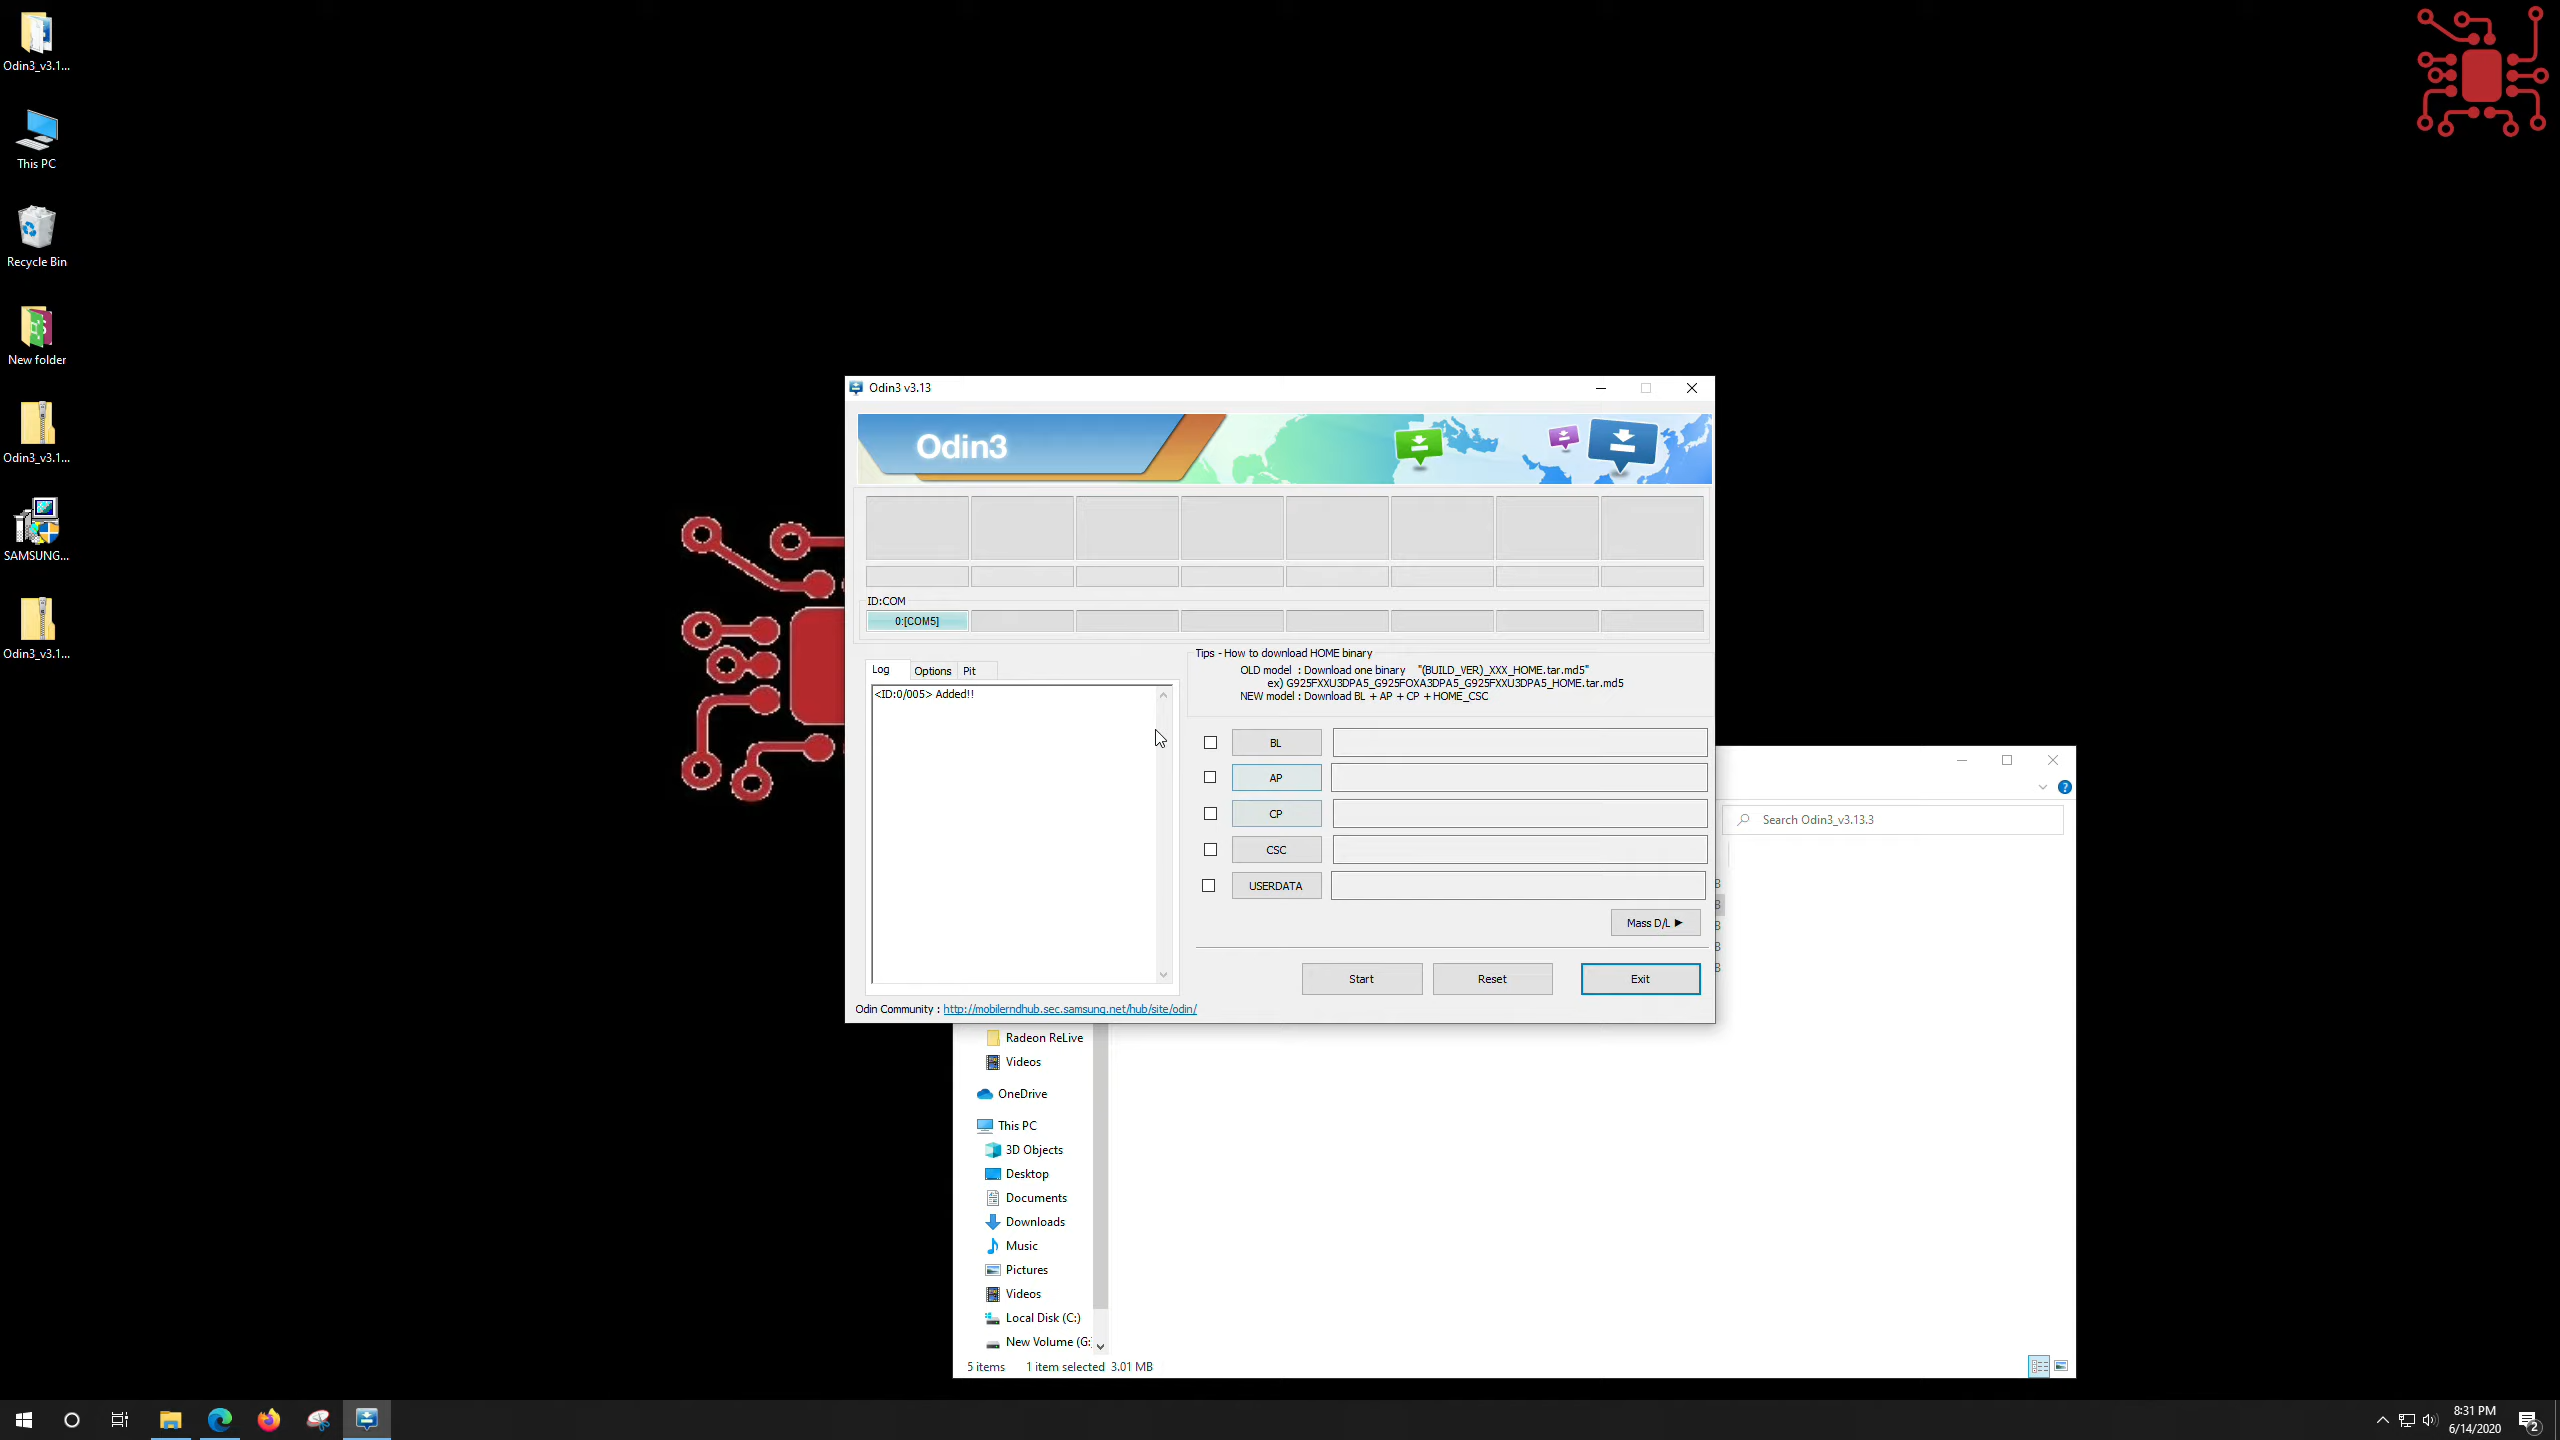 Odin3_v3.1...
This PC
Recycle Bin
New folder
Odin3_v3.1...
SAMSUNG...
Odin3_v3.1...
Odin3 v3.13
Odin3
ID:COM
0:[COM5]
Log
Options
Pit
<ID:0/005> Added!!
Tips - How to download HOME binary
OLD model : Download one binary "(BUILD_VER)_XXX_HOME.tar.md5"
ex) G925FXXU3DPA5_G925FOXA3DPA5_G925FXXU3DPA5_HOME.tar.md5
NEW model : Download BL + AP + CP + HOME_CSC
BL
AP
CP
CSC
USERDATA
Mass D/L
Start
Reset
Exit
Odin Community : http://mobilerndhub.sec.samsung.net/hub/site/odin/
Search Odin3_v3.13.3
Radeon ReLive
Videos
OneDrive
This PC
3D Objects
Desktop
Documents
Downloads
Music
Pictures
Videos
Local Disk (C:)
New Volume (G:
5 items
1 item selected 3.01 MB
8:31 PM
6/14/2020
2